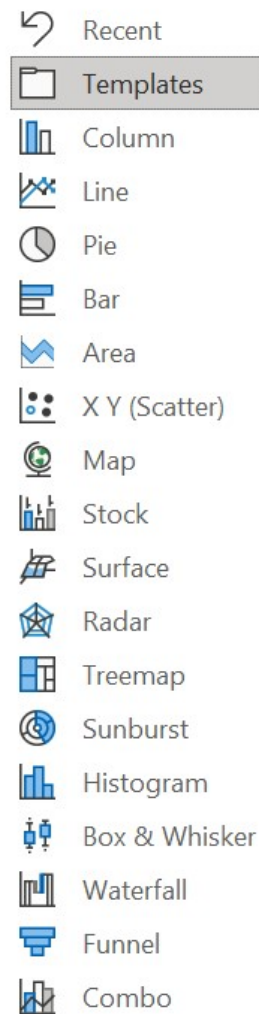 Recent
Templates
Column
Line
Pie
Bar
Area
X Y (Scatter)
Map
Stock
Surface
Radar
Treemap
Sunburst
Histogram
Box & Whisker
Waterfall
Funnel
Combo